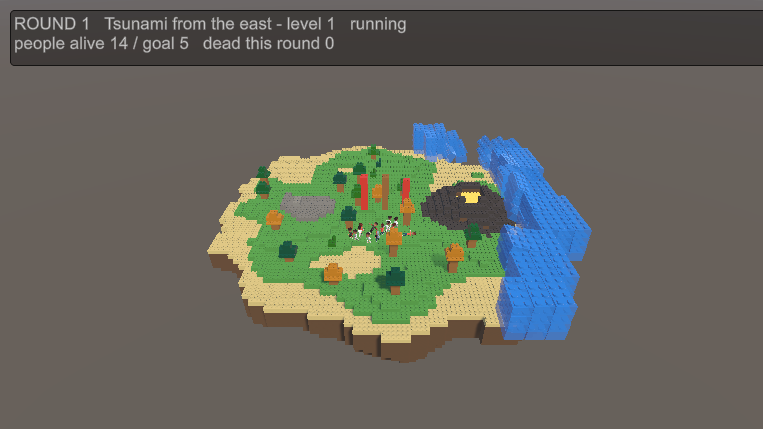 ROUND 1 Tsunami from the east - level 1 running
people alive 14 / goal 5 dead this round 0